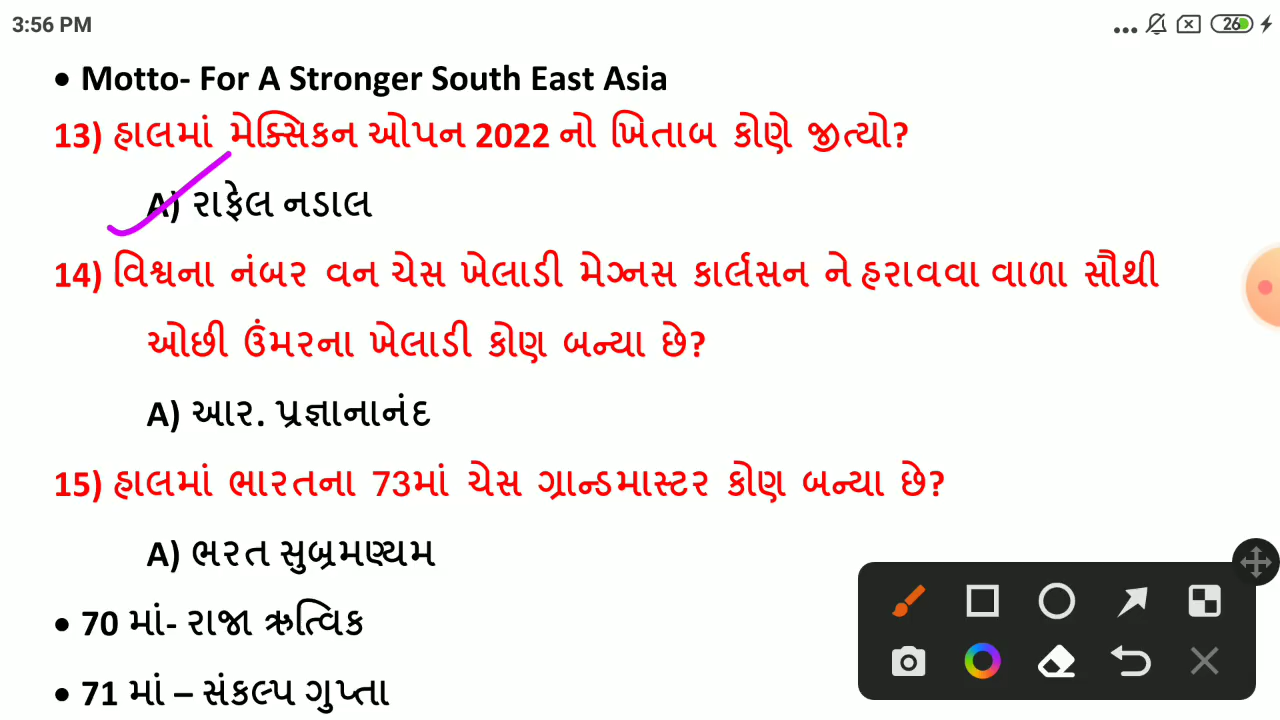 3:56 PM
26
• Motto- For A Stronger South East Asia
13) હાલમાં મેક્સિકન ઓપન 2022 નો ખિતાબ કોણે જીત્યો?
A) રાફેલ નડાલ
14) વિશ્વના નંબર વન ચેસ ખેલાડી મેગ્નસ કાર્લસન ને હરાવવા વાળા સૌથી
ઓછી ઉંમરના ખેલાડી કોણ બન્યા છે?
A) આર. પ્રજ્ઞાનાનંદ
15) હાલમાં ભારતના 73માં ચેસ ગ્રાન્ડમાસ્ટર કોણ બન્યા છે?
A) ભરત સુબ્રમણ્યમ
• 70 માં- રાજા ઋત્વિક
• 71 માં – સંકલ્પ ગુપ્તા